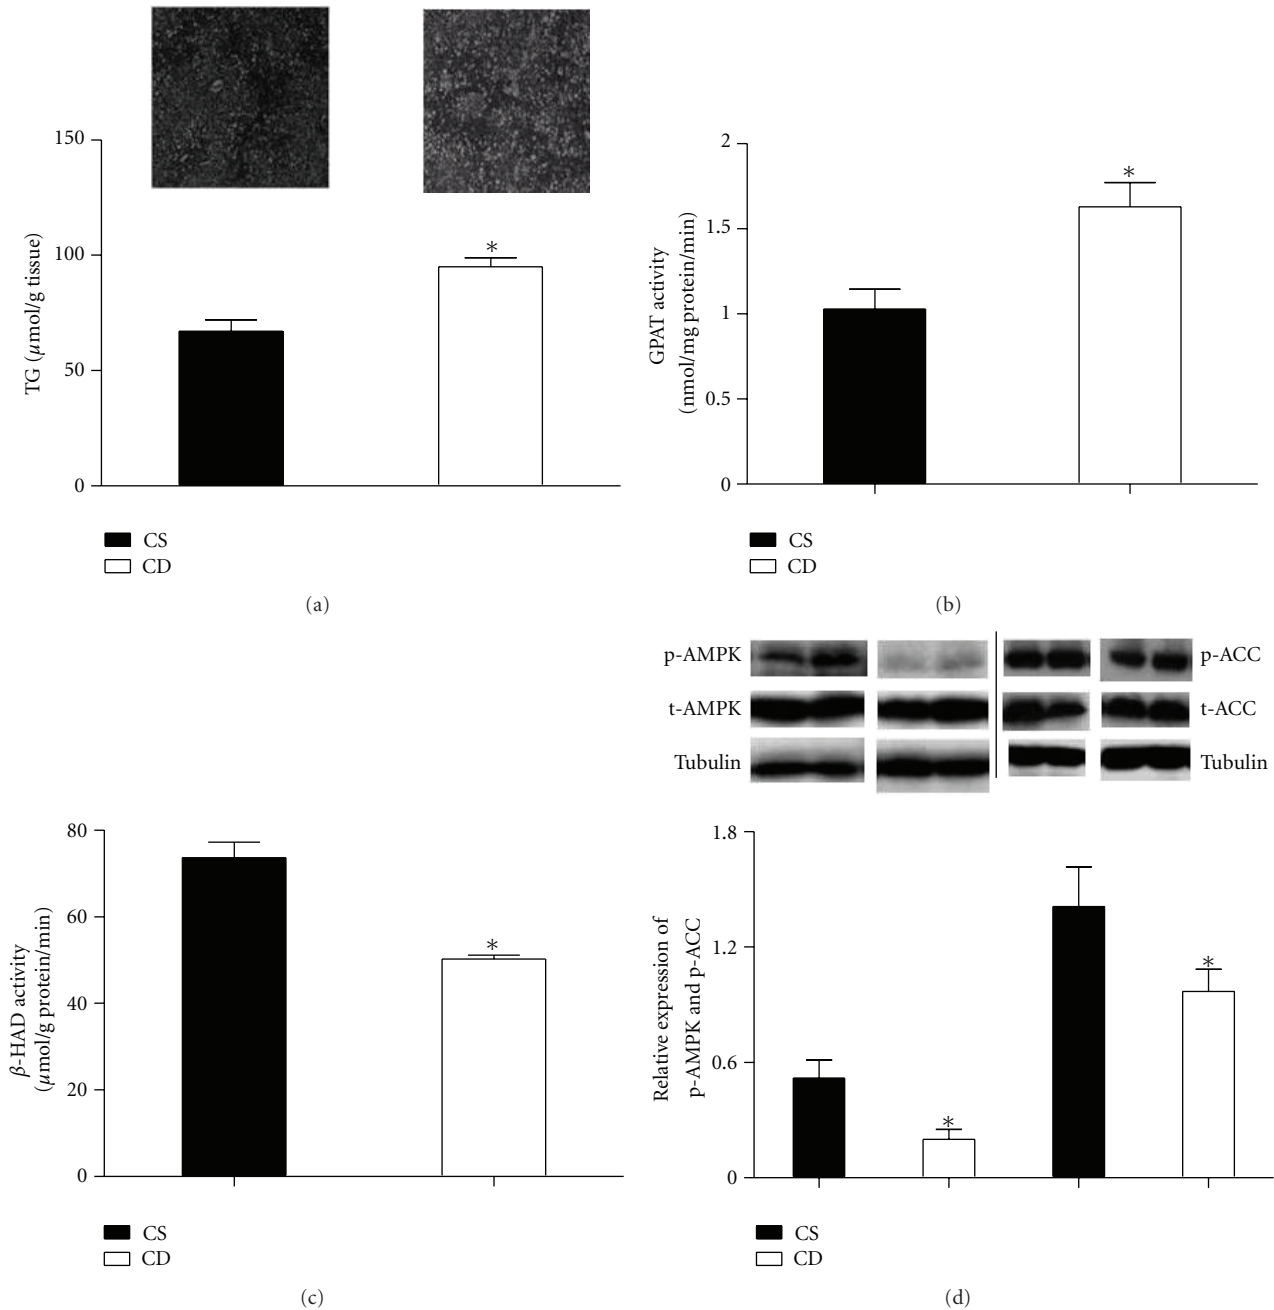 150
100
50
0
TG (μmol/g tissue)
*
CS
CD
(a)
2
1.5
1
0.5
0
GPAT activity
(nmol/mg protein/min)
*
CS
CD
(b)
80
60
40
20
0
β-HAD activity
(μmol/g protein/min)
*
CS
CD
(c)
p-AMPK
p-ACC
t-AMPK
t-ACC
Tubulin
Tubulin
1.8
1.2
0.6
0
Relative expression of
p-AMPK and p-ACC
*
*
CS
CD
(d)